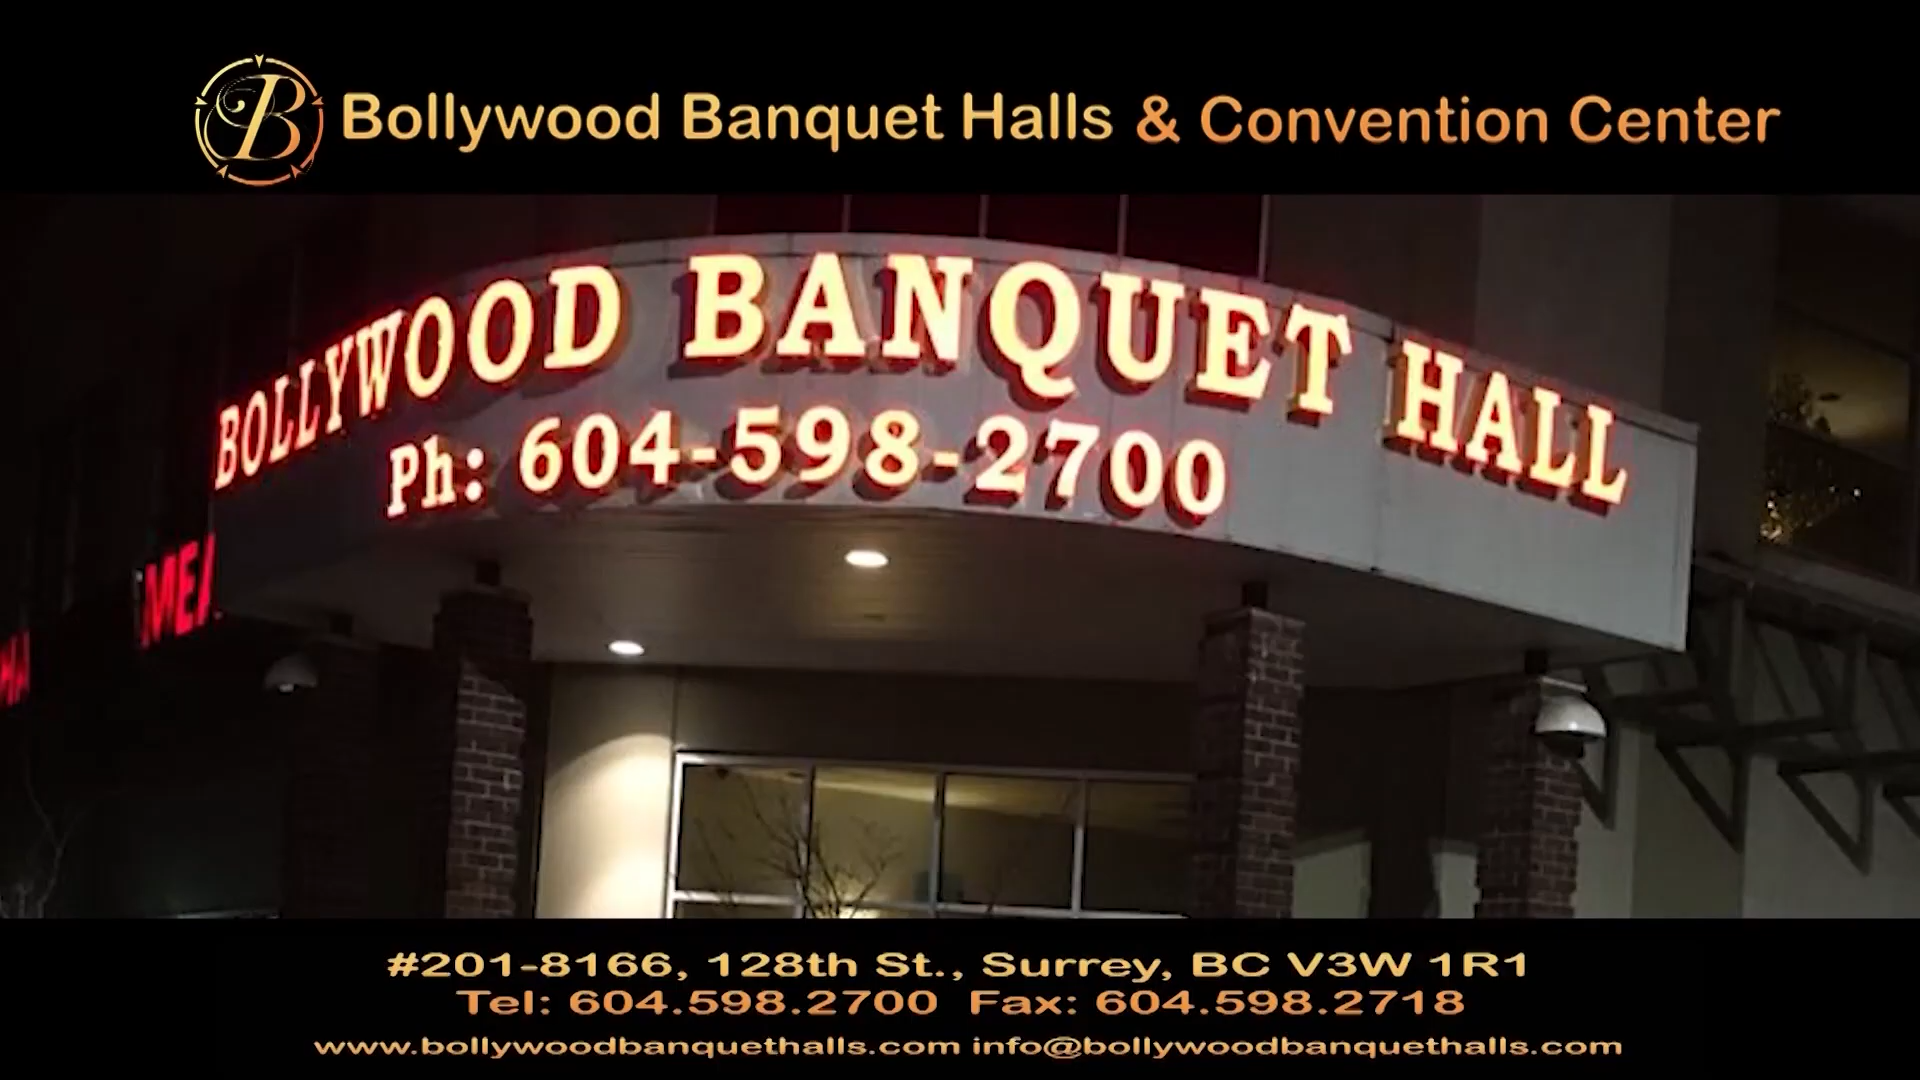 B Bollywood Banquet Halls & Convention Center
BOLLYWOOD BANQUET HALL
Ph: 604-598-2700
#201-8166, 128th St., Surrey, BC V3W 1R1
Tel: 604.598.2700 Fax: 604.598.2718
www.bollywoodbanquethalls.com info@bollywoodbanquethalls.com